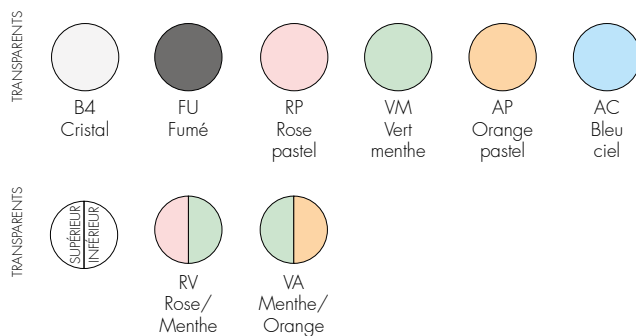 TRANSPARENTS
B4
Cristal
FU
Fumé
RP
Rose
pastel
VM
Vert
menthe
AP
Orange
pastel
AC
Bleu
ciel
TRANSPARENTS
SUPÉRIEUR
INFÉRIEUR
RV
Rose/
Menthe
VA
Menthe/
Orange